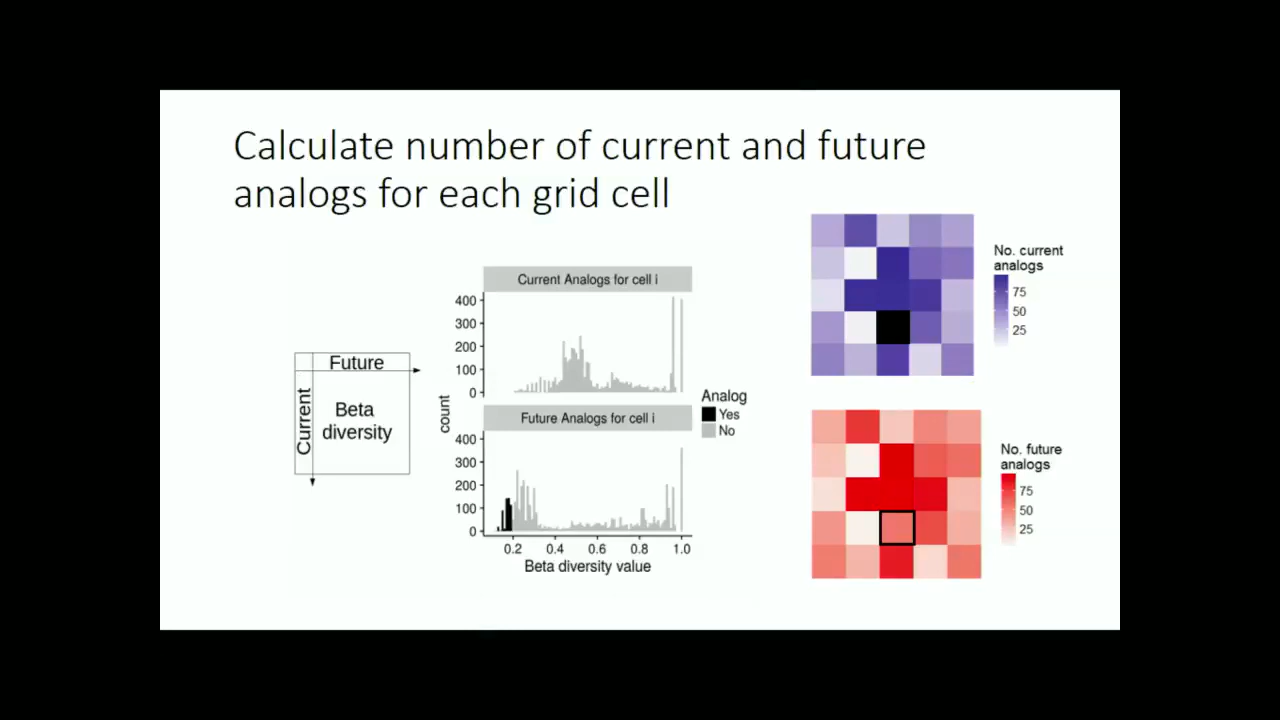 Calculate number of current and future
analogs for each grid cell
Future
Current
Beta
diversity
Current Analogs for cell i
400
300
200
100
0
Future Analogs for cell i
400
300
200
100
0
count
0.2 0.4 0.6 0.8 1.0
Beta diversity value
Analog
Yes
No
No. current
analogs
75
50
25
No. future
analogs
75
50
25